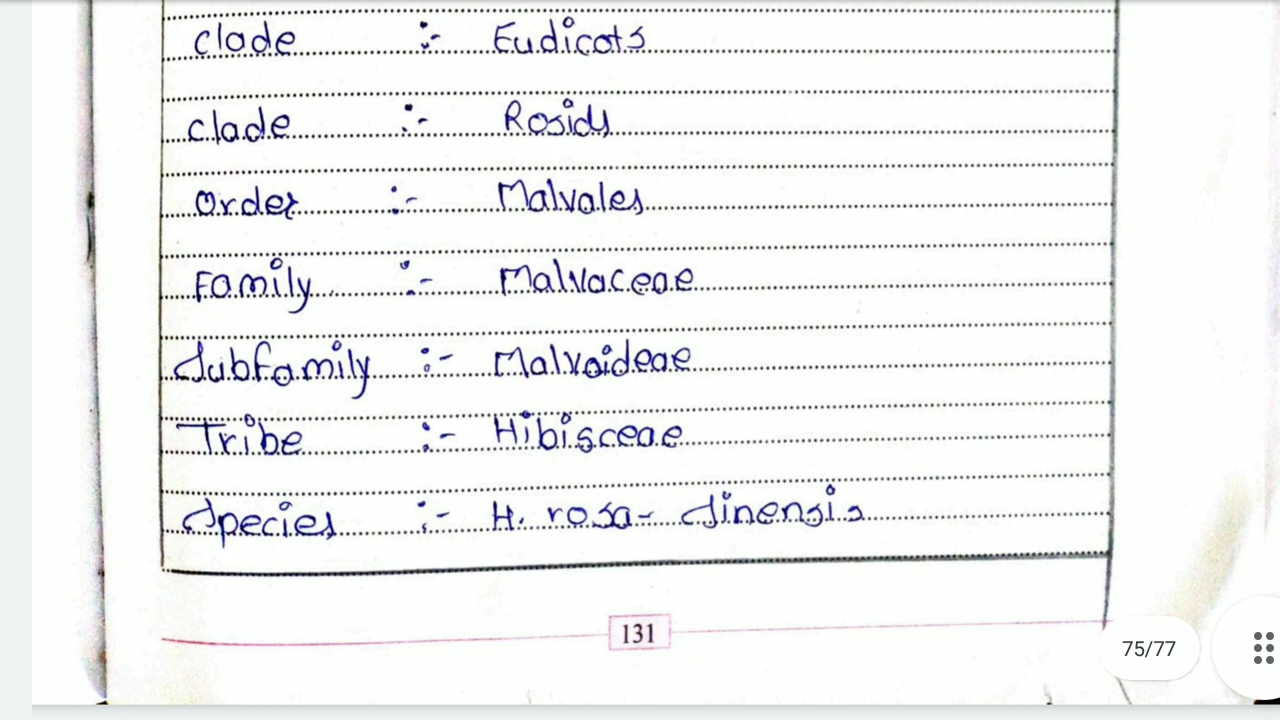 Clade :- Eudicots
Clade :- Rosids
Order :- Malvales
Family :- Malvaceae
Subfamily :- Malvoideae
Tribe :- Hibisceae
Species :- H. rosa-sinensis
131
75/77